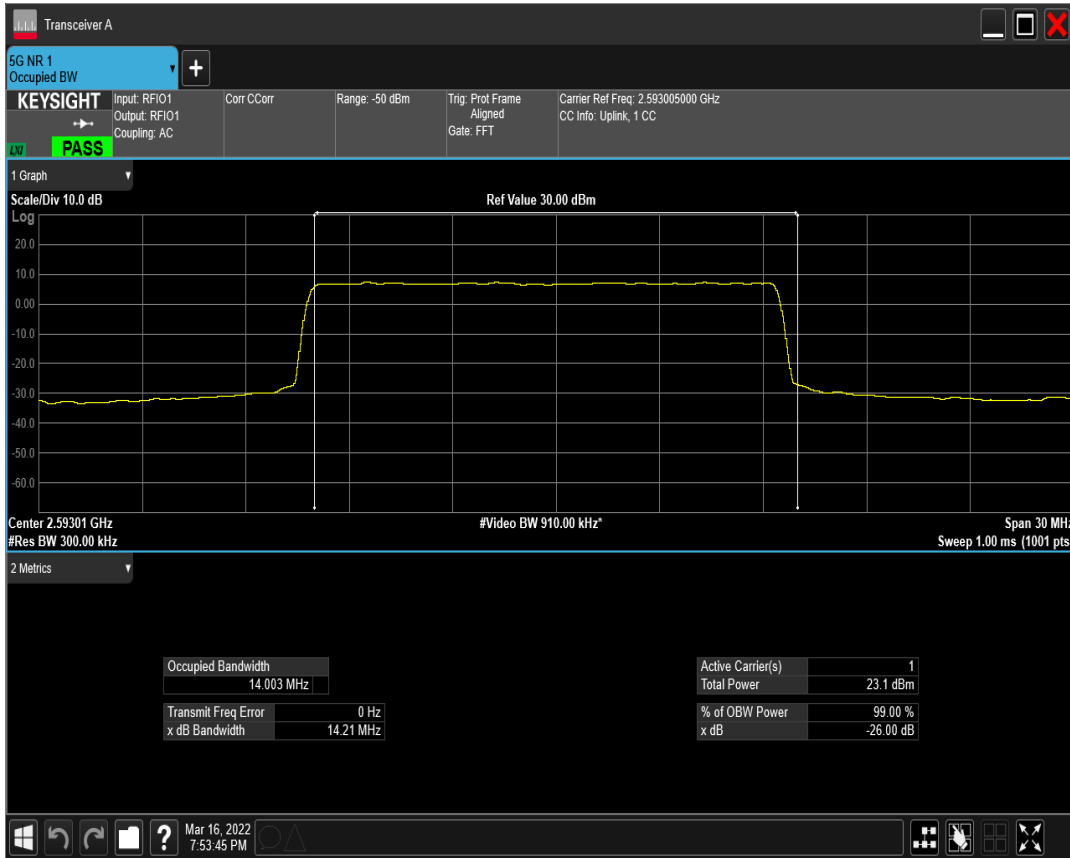 Transceiver A
5G NR 1
Occupied BW
KEYSIGHT
LXI
PASS
Input: RFIO1
Output: RFIO1
Coupling: AC
Corr CCorr
Range: -50 dBm
Trig: Prot Frame
Aligned
Gate: FFT
Carrier Ref Freq: 2.593005000 GHz
CC Info: Uplink, 1 CC
1 Graph
Scale/Div 10.0 dB
Ref Value 30.00 dBm
Log
20.0
10.0
0.00
-10.0
-20.0
-30.0
-40.0
-50.0
-60.0
Center 2.59301 GHz
#Video BW 910.00 kHz*
Span 30 MHz
#Res BW 300.00 kHz
Sweep 1.00 ms (1001 pts
2 Metrics
Occupied Bandwidth
14.003 MHz
Transmit Freq Error 0 Hz
x dB Bandwidth 14.21 MHz
Active Carrier(s) 1
Total Power 23.1 dBm
% of OBW Power 99.00 %
x dB -26.00 dB
?
Mar 16, 2022
7:53:45 PM